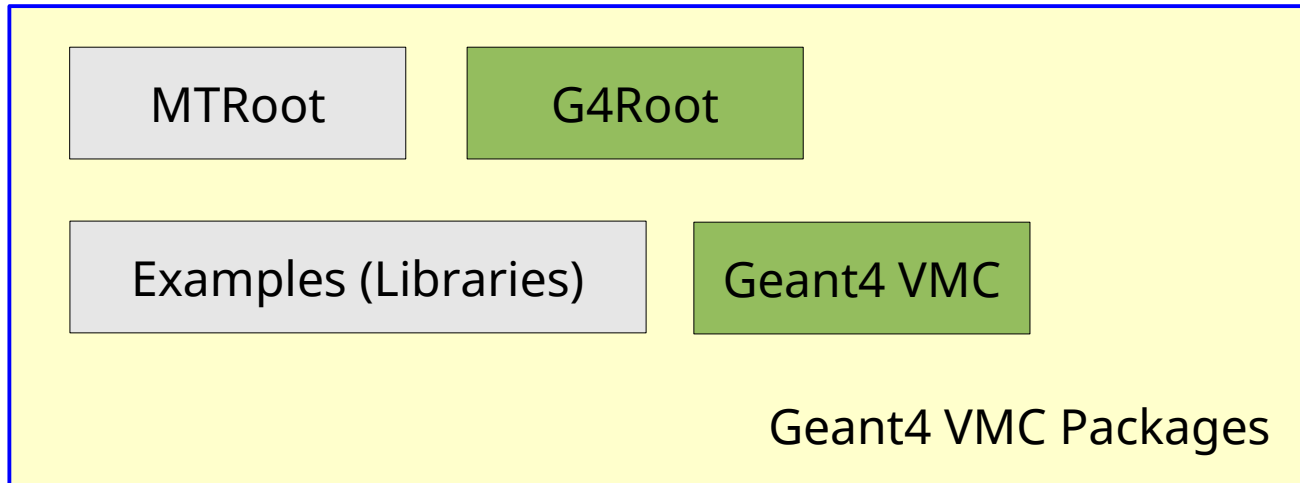 MTRoot
G4Root
Examples (Libraries)
Geant4 VMC
Geant4 VMC Packages